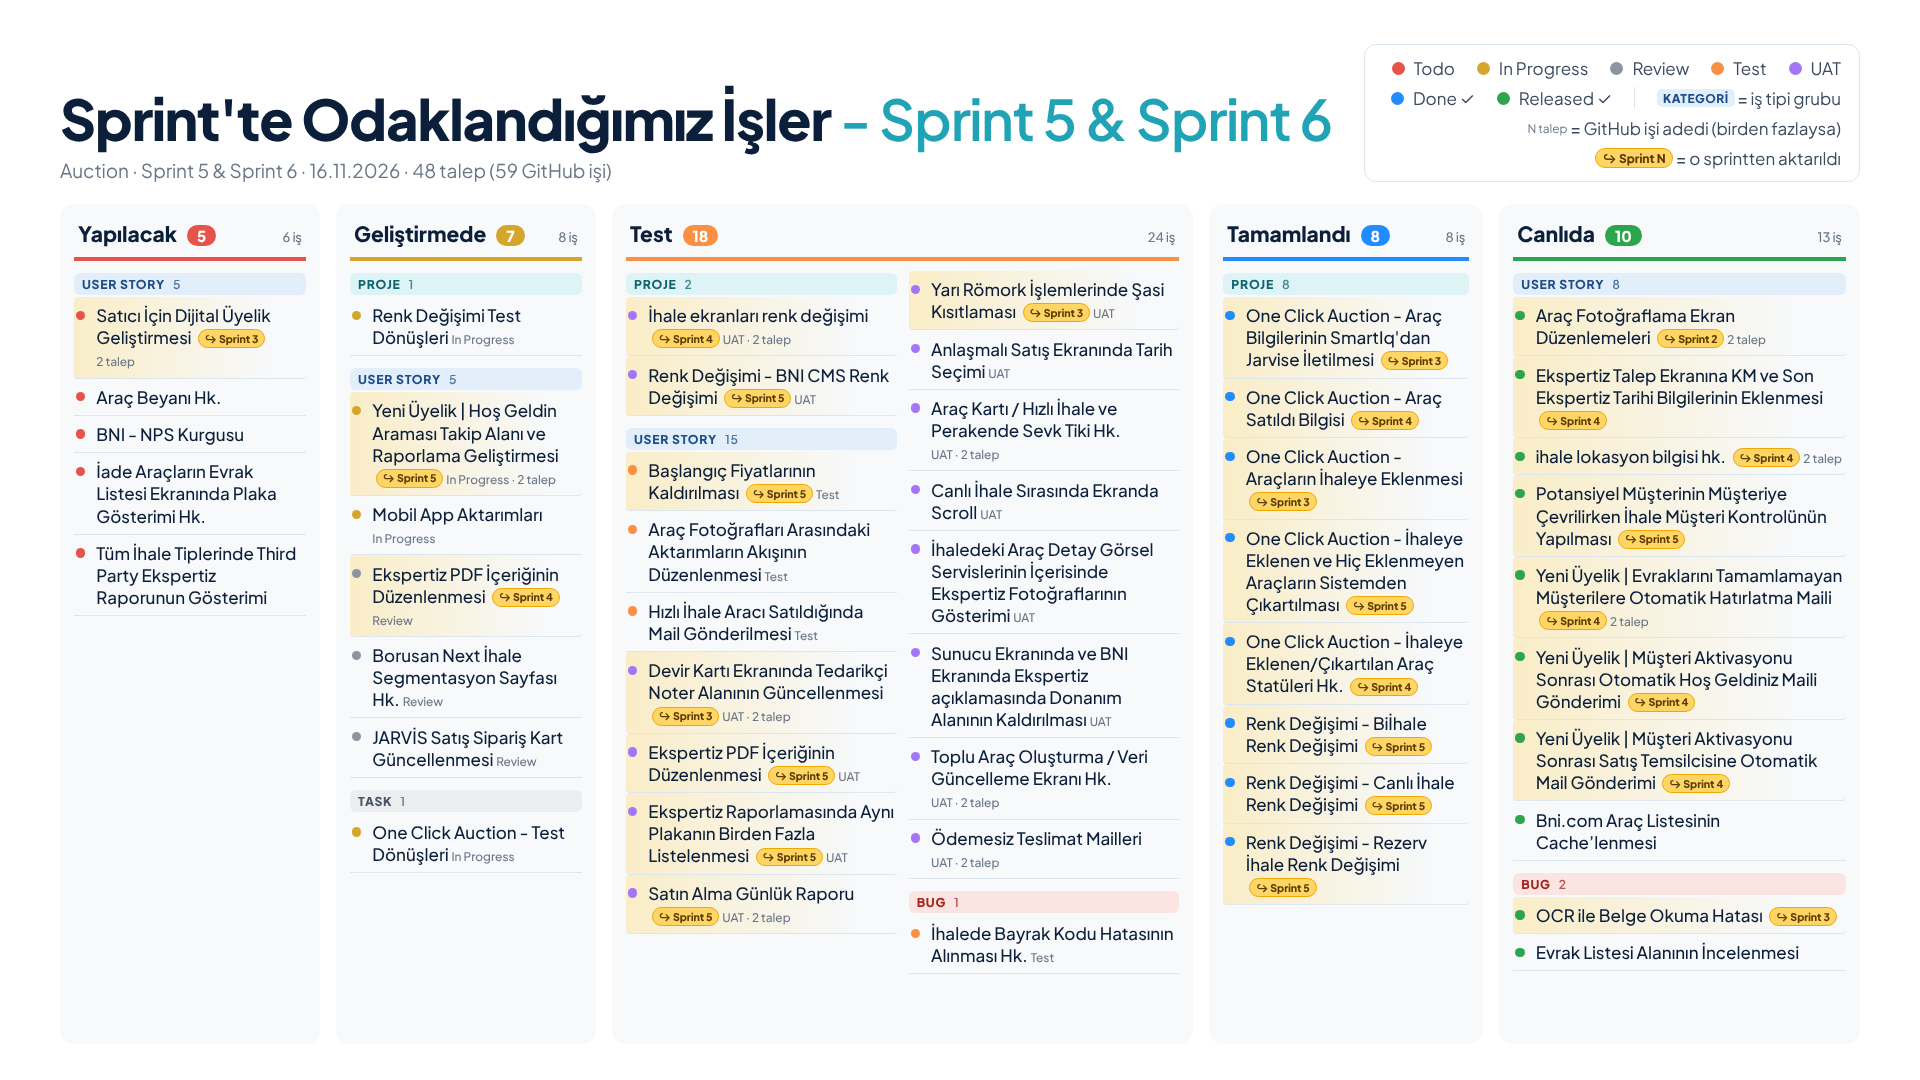 Sprint'te Odaklandığımız İşler – Sprint 5 & Sprint 6
Auction · Sprint 5 & Sprint 6 · 16.11.2026 · 48 talep (59 GitHub işi)
Todo In Progress Review Test UAT
Done ✓ Released ✓ KATEGORİ = iş tipi grubu
N talep = GitHub işi adedi (birden fazlaysa)
↪ Sprint N = o sprintten aktarıldı
Yapılacak 5 6 iş
USER STORY 5
Satıcı İçin Dijital Üyelik
Geliştirmesi ↪ Sprint 3
2 talep
Araç Beyanı Hk.
BNI - NPS Kurgusu
İade Araçların Evrak
Listesi Ekranında Plaka
Gösterimi Hk.
Tüm İhale Tiplerinde Third
Party Ekspertiz
Raporunun Gösterimi
Geliştirmede 7 8 iş
PROJE 1
Renk Değişimi Test
Dönüşleri In Progress
USER STORY 5
Yeni Üyelik | Hoş Geldin
Araması Takip Alanı ve
Raporlama Geliştirmesi
↪ Sprint 5 In Progress · 2 talep
Mobil App Aktarımları
In Progress
Ekspertiz PDF İçeriğinin
Düzenlenmesi ↪ Sprint 4
Review
Borusan Next İhale
Segmentasyon Sayfası
Hk. Review
JARVİS Satış Sipariş Kart
Güncellenmesi Review
TASK 1
One Click Auction - Test
Dönüşleri In Progress
Test 18 24 iş
PROJE 2
İhale ekranları renk değişimi
↪ Sprint 4 UAT · 2 talep
Renk Değişimi - BNI CMS Renk
Değişimi ↪ Sprint 5 UAT
USER STORY 15
Başlangıç Fiyatlarının
Kaldırılması ↪ Sprint 5 Test
Araç Fotoğrafları Arasındaki
Aktarımların Akışının
Düzenlenmesi Test
Hızlı İhale Aracı Satıldığında
Mail Gönderilmesi Test
Devir Kartı Ekranında Tedarikçi
Noter Alanının Güncellenmesi
↪ Sprint 3 UAT · 2 talep
Ekspertiz PDF İçeriğinin
Düzenlenmesi ↪ Sprint 5 UAT
Ekspertiz Raporlamasında Aynı
Plakanın Birden Fazla
Listelenmesi ↪ Sprint 5 UAT
Satın Alma Günlük Raporu
↪ Sprint 5 UAT · 2 talep
Yarı Römork İşlemlerinde Şasi
Kısıtlaması ↪ Sprint 3 UAT
Anlaşmalı Satış Ekranında Tarih
Seçimi UAT
Araç Kartı / Hızlı İhale ve
Perakende Sevk Tiki Hk.
UAT · 2 talep
Canlı İhale Sırasında Ekranda
Scroll UAT
İhaledeki Araç Detay Görsel
Servislerinin İçerisinde
Ekspertiz Fotoğraflarının
Gösterimi UAT
Sunucu Ekranında ve BNI
Ekranında Ekspertiz
açıklamasında Donanım
Alanının Kaldırılması UAT
Toplu Araç Oluşturma / Veri
Güncelleme Ekranı Hk.
UAT · 2 talep
Ödemesiz Teslimat Mailleri
UAT · 2 talep
BUG 1
İhalede Bayrak Kodu Hatasının
Alınması Hk. Test
Tamamlandı 8 8 iş
PROJE 8
One Click Auction - Araç
Bilgilerinin SmartIq'dan
Jarvise İletilmesi ↪ Sprint 3
One Click Auction - Araç
Satıldı Bilgisi ↪ Sprint 4
One Click Auction -
Araçların İhaleye Eklenmesi
↪ Sprint 3
One Click Auction - İhaleye
Eklenen ve Hiç Eklenmeyen
Araçların Sistemden
Çıkartılması ↪ Sprint 5
One Click Auction - İhaleye
Eklenen/Çıkartılan Araç
Statüleri Hk. ↪ Sprint 4
Renk Değişimi - Biİhale
Renk Değişimi ↪ Sprint 5
Renk Değişimi - Canlı İhale
Renk Değişimi ↪ Sprint 5
Renk Değişimi - Rezerv
İhale Renk Değişimi
↪ Sprint 5
Canlıda 10 13 iş
USER STORY 8
Araç Fotoğraflama Ekran
Düzenlemeleri ↪ Sprint 2 2 talep
Ekspertiz Talep Ekranına KM ve Son
Ekspertiz Tarihi Bilgilerinin Eklenmesi
↪ Sprint 4
ihale lokasyon bilgisi hk. ↪ Sprint 4 2 talep
Potansiyel Müşterinin Müşteriye
Çevrilirken İhale Müşteri Kontrolünün
Yapılması ↪ Sprint 5
Yeni Üyelik | Evraklarını Tamamlamayan
Müşterilere Otomatik Hatırlatma Maili
↪ Sprint 4 2 talep
Yeni Üyelik | Müşteri Aktivasyonu
Sonrası Otomatik Hoş Geldiniz Maili
Gönderimi ↪ Sprint 4
Yeni Üyelik | Müşteri Aktivasyonu
Sonrası Satış Temsilcisine Otomatik
Mail Gönderimi ↪ Sprint 4
Bni.com Araç Listesinin
Cache’lenmesi
BUG 2
OCR ile Belge Okuma Hatası ↪ Sprint 3
Evrak Listesi Alanının İncelenmesi